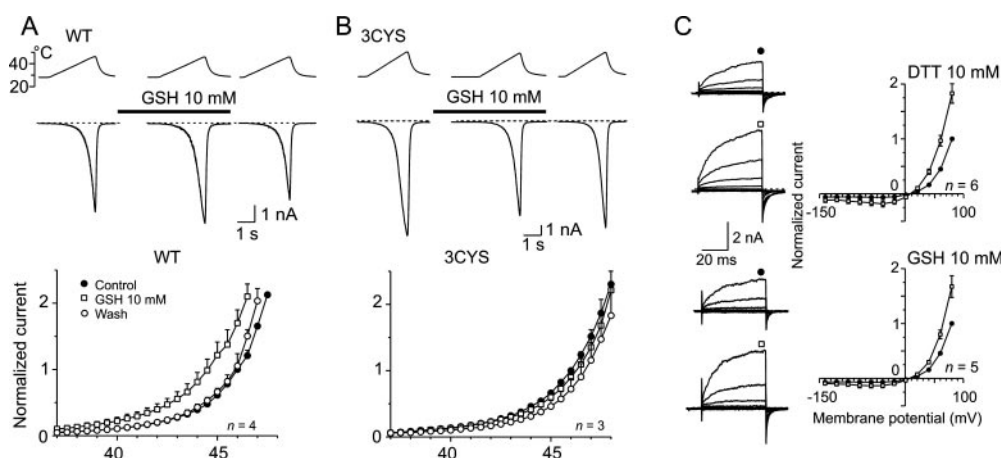 A
WT
°C
40
20
GSH 10 mM
1 nA
1 s
WT
Control
GSH 10 mM
Wash
Normalized current
2
1
0
40
45
n = 4
B
3CYS
GSH 10 mM
1 nA
1 s
3CYS
2
1
0
40
45
n = 3
C
2 nA
20 ms
DTT 10 mM
Normalized current
2
1
0
-150
100
n = 6
GSH 10 mM
2
1
0
-150
100
n = 5
Membrane potential (mV)